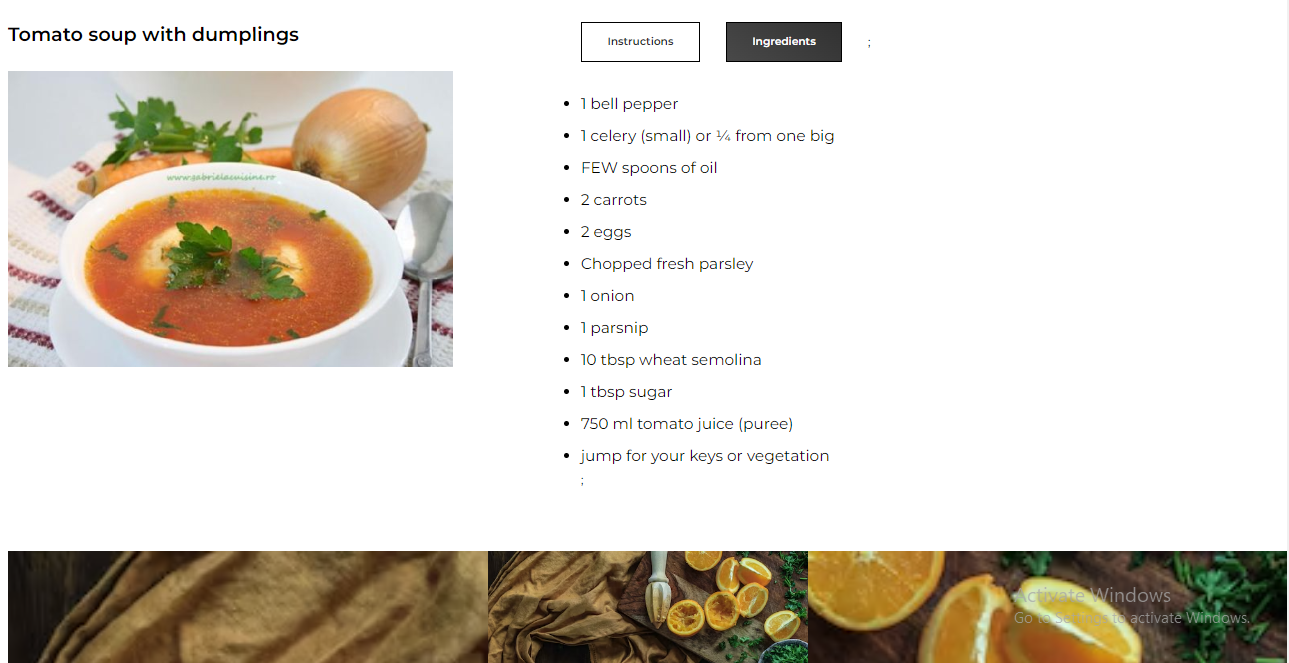 Tomato soup with dumplings
Instructions
Ingredients
;
www.gabrielacuisine.ro
1 bell pepper
1 celery (small) or ¼ from one big
FEW spoons of oil
2 carrots
2 eggs
Chopped fresh parsley
1 onion
1 parsnip
10 tbsp wheat semolina
1 tbsp sugar
750 ml tomato juice (puree)
jump for your keys or vegetation
;
Activate Windows
Go to Settings to activate Windows.